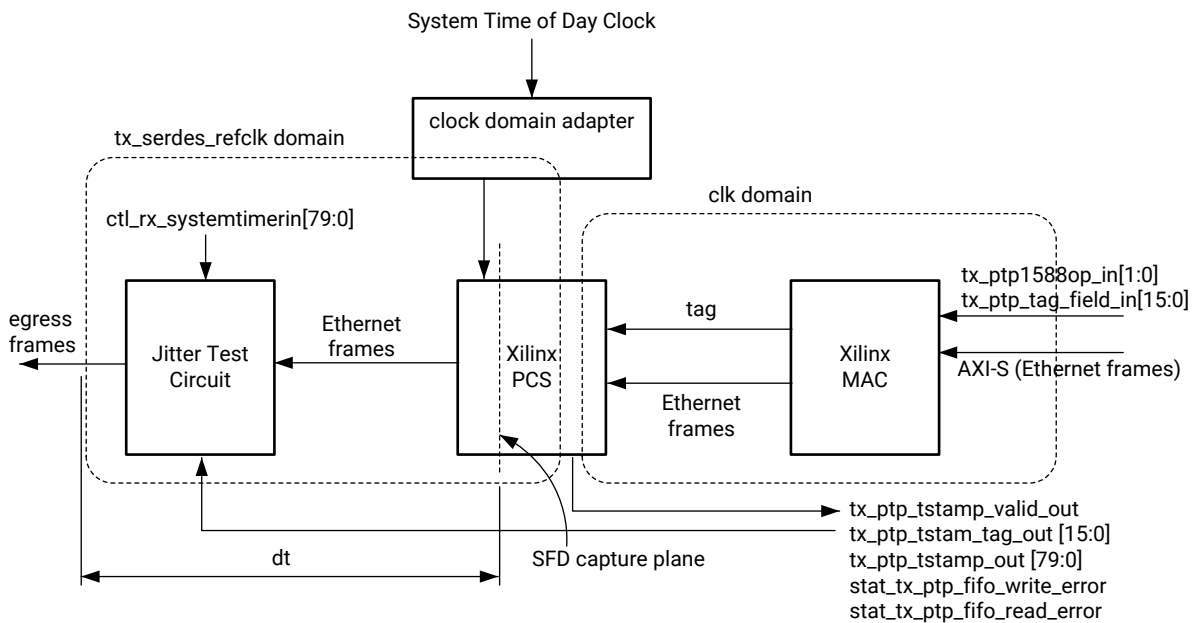 System Time of Day Clock
clock domain adapter
tx_serdes_refclk domain
clk domain
ctl_rx_systemtimerin[79:0]
tx_ptp1588op_in[1:0]
tx_ptp_tag_field_in[15:0]
egress
frames
Jitter Test
Circuit
Ethernet
frames
Xilinx
PCS
tag
Ethernet
frames
Xilinx
MAC
AXI-S (Ethernet frames)
dt
SFD capture plane
tx_ptp_tstamp_valid_out
tx_ptp_tstam_tag_out [15:0]
tx_ptp_tstamp_out [79:0]
stat_tx_ptp_fifo_write_error
stat_tx_ptp_fifo_read_error